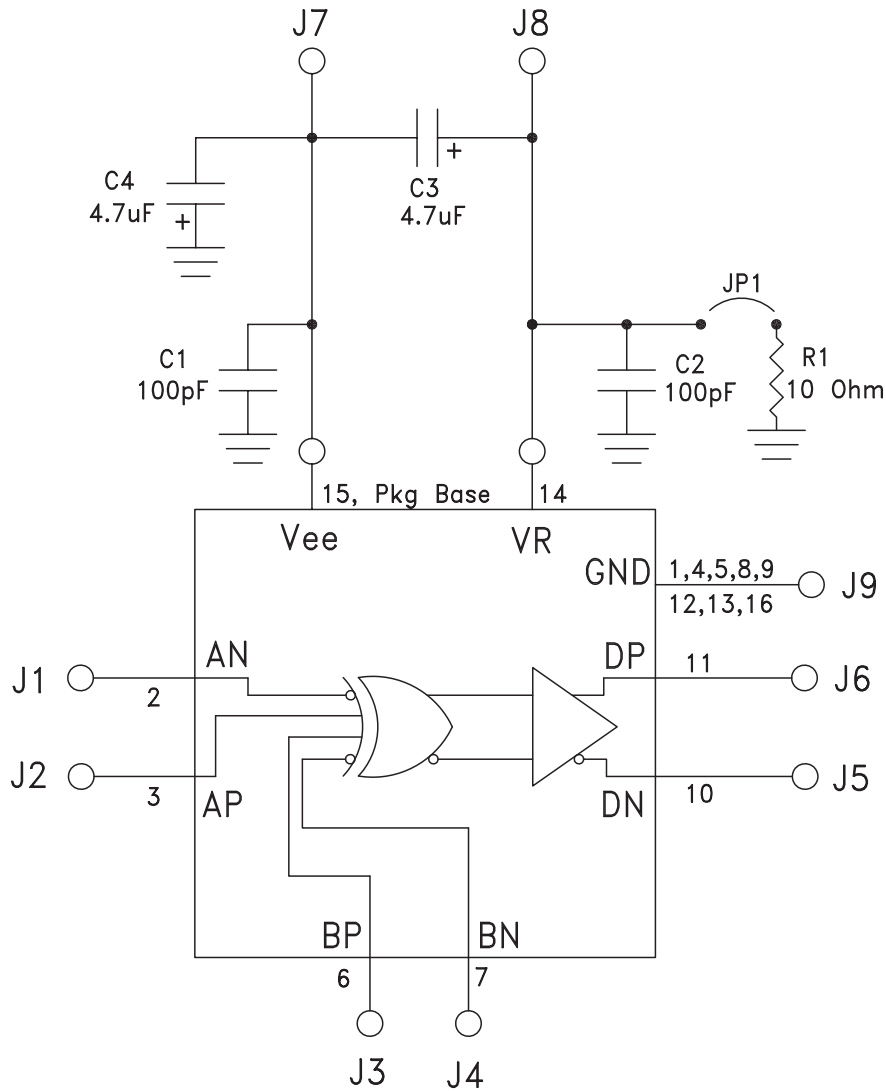 J7
J8
C4
4.7uF
+
+
C3
4.7uF
JP1
C1
100pF
C2
100pF
R1
10 Ohm
15, Pkg Base
14
Vee
VR
GND
1,4,5,8,9
12,13,16
J9
J1
2
AN
DP
11
J6
J2
3
AP
DN
10
J5
BP
BN
6
7
J3
J4